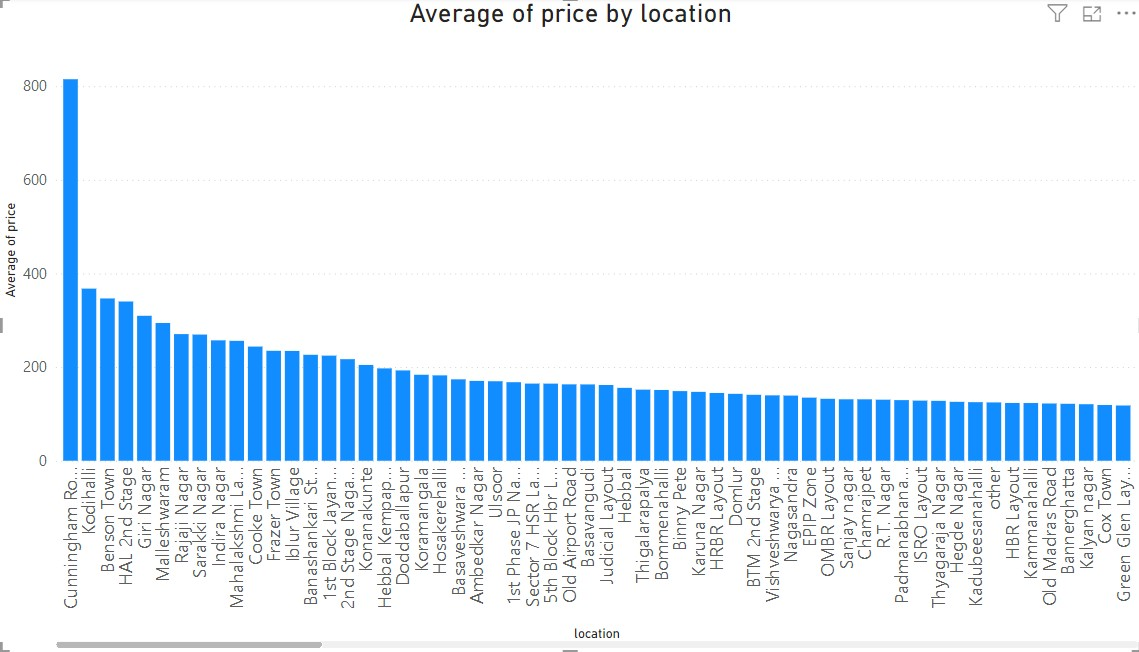 Average of price by location
Average of price
800
600
400
200
0
Cunningham Ro...
Kodihalli
Benson Town
HAL 2nd Stage
Giri Nagar
Malleshwaram
Rajaji Nagar
Sarakki Nagar
Indira Nagar
Mahalakshmi La...
Cooke Town
Frazer Town
Iblur Village
Banashankari St...
1st Block Jayan...
2nd Stage Naga...
Konanakunte
Hebbal Kempap...
Doddaballapur
Koramangala
Hosakerehalli
Basaveshwara ...
Ambedkar Nagar
Ulsoor
1st Phase JP Na...
Sector 7 HSR La...
5th Block Hbr L...
Old Airport Road
Basavangudi
Judicial Layout
Hebbal
Thigalarapalya
Bommenahalli
Binny Pete
Karuna Nagar
HRBR Layout
Domlur
BTM 2nd Stage
Vishveshwarya ...
Nagasandra
EPIP Zone
OMBR Layout
Sanjay nagar
Chamrajpet
R.T. Nagar
Padmanabhana...
ISRO Layout
Thyagaraja Nagar
Hegde Nagar
Kadubeesanahalli
other
HBR Layout
Kammanahalli
Old Madras Road
Bannerghatta
Kalyan nagar
Cox Town
Green Glen Lay...
location